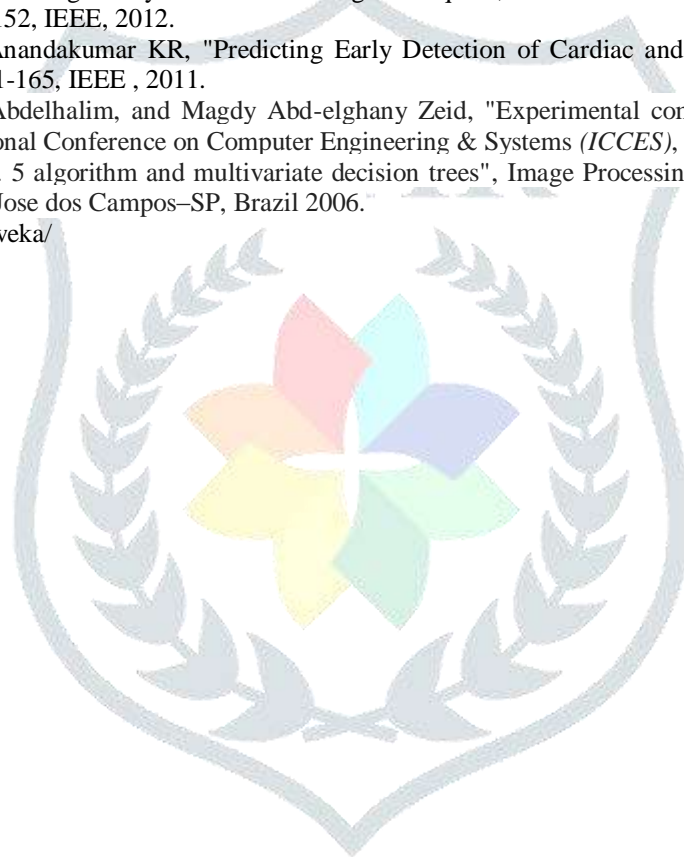 152, IEEE, 2012.
Anandakumar KR, "Predicting Early Detection of Cardiac and
1-165, IEEE , 2011.
Abdelhalim, and Magdy Abd-elghany Zeid, "Experimental con
onal Conference on Computer Engineering & Systems (ICCES),
. 5 algorithm and multivariate decision trees", Image Processin
Jose dos Campos–SP, Brazil 2006.
weka/